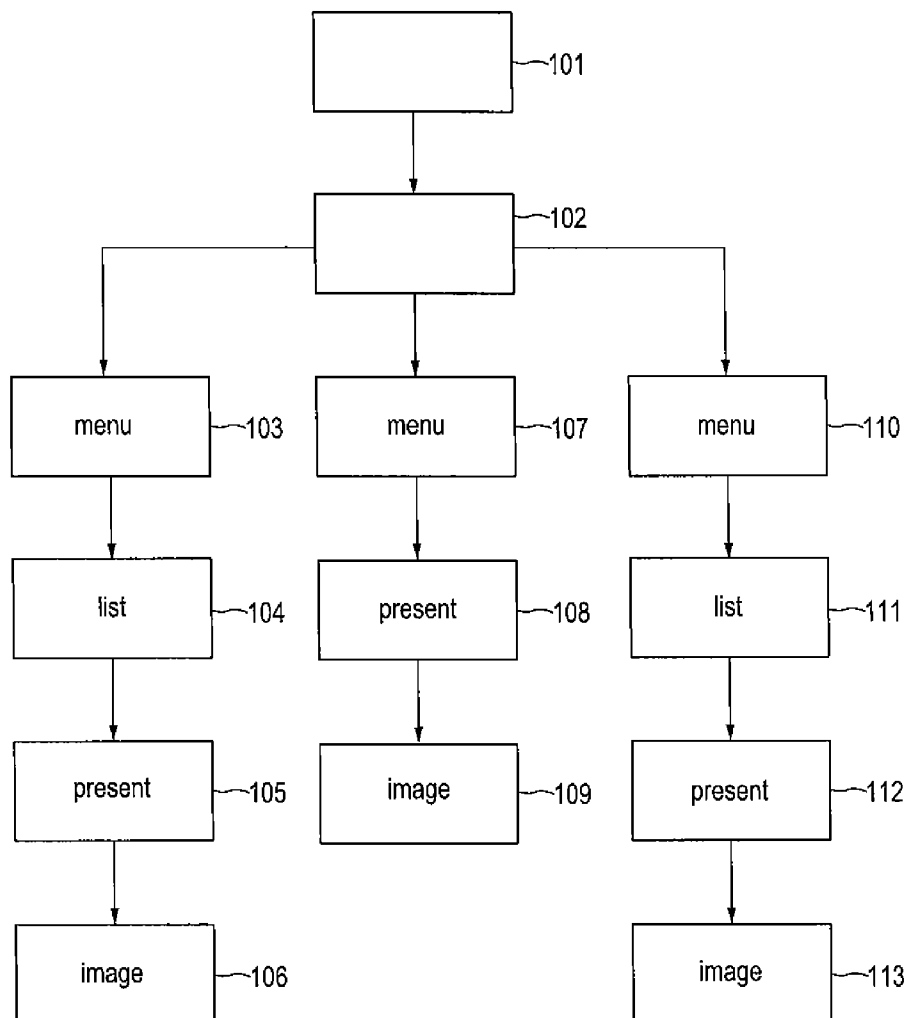 101
102
menu 103 menu 107 menu 110
list 104 present 108 list 111
present 105 image 109 present 112
image 106 image 113